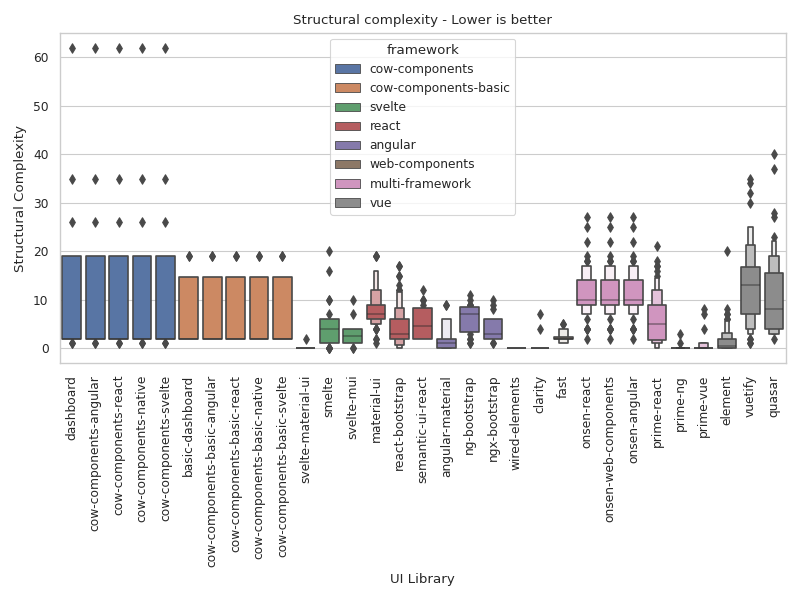 Structural complexity - Lower is better
framework
cow-components
cow-components-basic
svelte
react
angular
web-components
multi-framework
vue
Structural Complexity
60
50
40
30
20
10
0
dashboard
cow-components-angular
cow-components-react
cow-components-native
cow-components-svelte
basic-dashboard
cow-components-basic-angular
cow-components-basic-react
cow-components-basic-native
cow-components-basic-svelte
svelte-material-ui
smelte
svelte-mui
material-ui
react-bootstrap
semantic-ui-react
angular-material
ng-bootstrap
ngx-bootstrap
wired-elements
clarity
fast
onsen-react
onsen-web-components
onsen-angular
prime-react
prime-ng
prime-vue
element
vuetify
quasar
UI Library